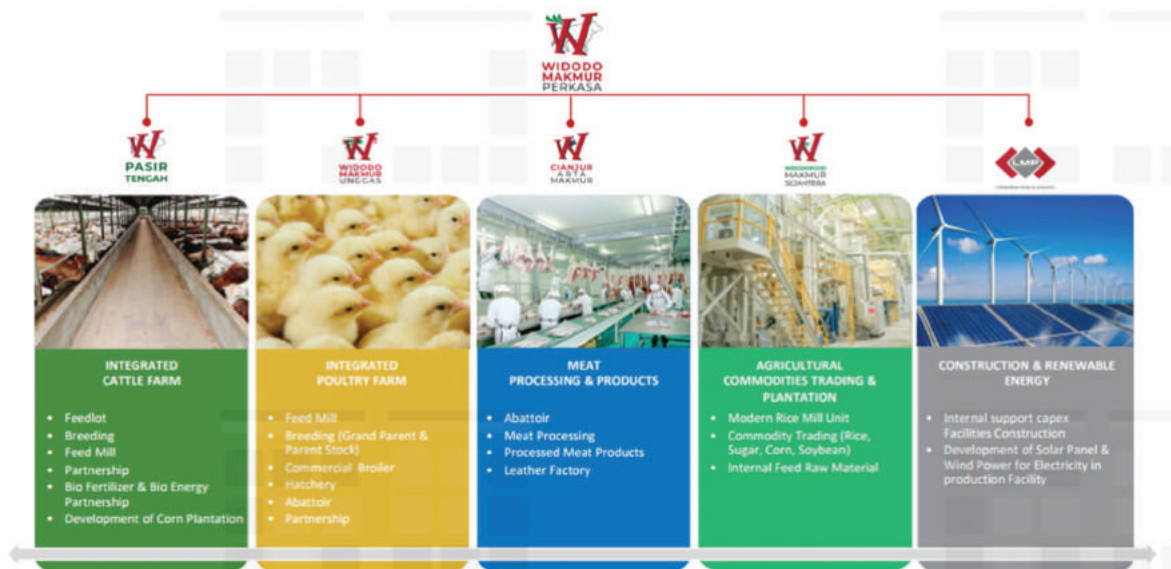 WIDODO
MAKMUR
PERKASA
PASIR
TENGAH
WIDODO
MAKMUR
UNGGAS
CIANJUR
ARTA
MAKMUR
MAKMUR
SEJAHTERA
LMP
INTEGRATED
CATTLE FARM
• Feedlot
• Breeding
• Feed Mill
• Partnership
• Bio Fertilizer & Bio Energy
Partnership
• Development of Corn Plantation
INTEGRATED
POULTRY FARM
• Feed Mill
• Breeding (Grand Parent &
Parent Stock)
• Commercial Broiler
• Hatchery
• Abattoir
• Partnership
MEAT
PROCESSING & PRODUCTS
• Abattoir
• Meat Processing
• Processed Meat Products
• Leather Factory
AGRICULTURAL
COMMODITIES TRADING &
PLANTATION
• Modern Rice Mill Unit
• Commodity Trading (Rice,
Sugar, Corn, Soybean)
• Internal Feed Raw Material
CONSTRUCTION & RENEWABLE
ENERGY
• Internal support capex
Facilities Construction
• Development of Solar Panel &
Wind Power for Electricity in
production Facility